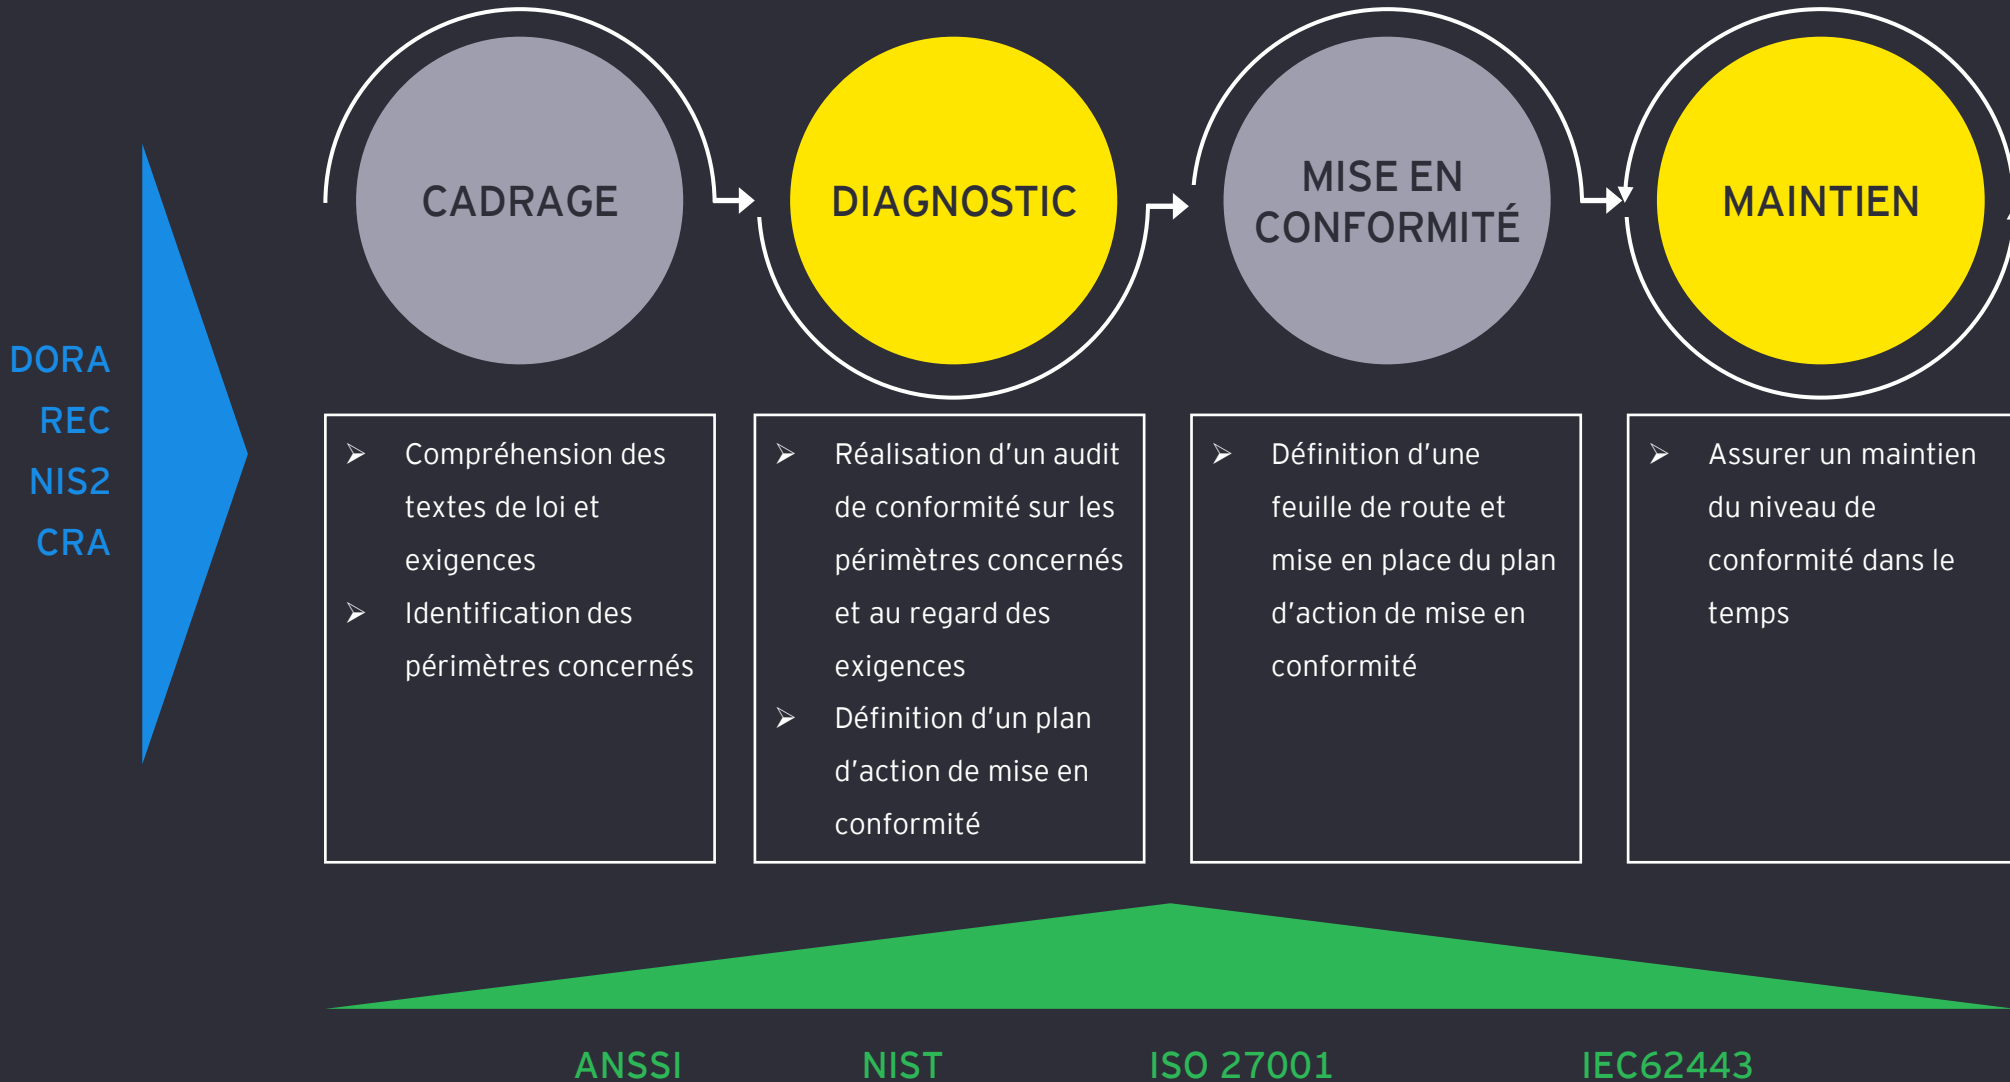 CADRAGE
DIAGNOSTIC
MISE EN
CONFORMITÉ
MAINTIEN
DORA
REC
NIS2
CRA
➢ Compréhension des
textes de loi et
exigences
➢ Identification des
périmètres concernés
➢ Réalisation d’un audit
de conformité sur les
périmètres concernés
et au regard des
exigences
➢ Définition d’un plan
d’action de mise en
conformité
➢ Définition d’une
feuille de route et
mise en place du plan
d’action de mise en
conformité
➢ Assurer un maintien
du niveau de
conformité dans le
temps
ANSSI
NIST
ISO 27001
IEC62443